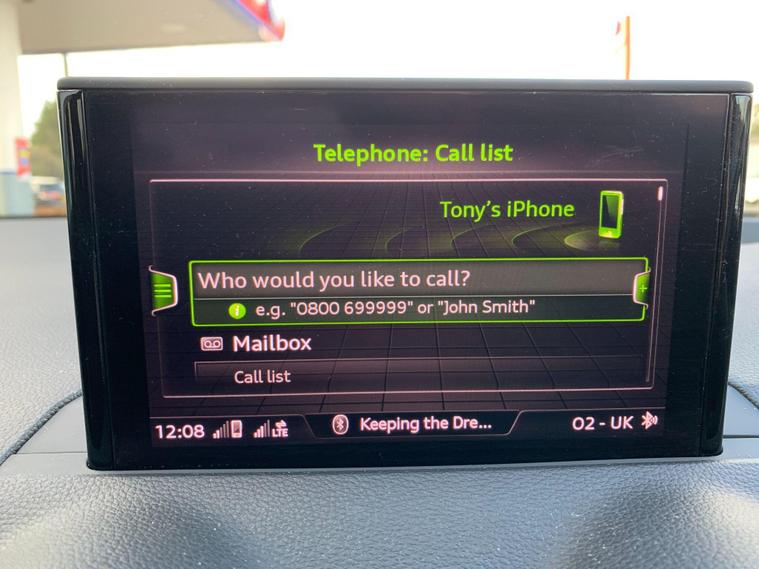 Telephone: Call list
Tony's iPhone
Who would you like to call?
e.g. "0800 699999" or "John Smith"
Mailbox
Call list
12:08 LTE Keeping the Dre... O2 - UK